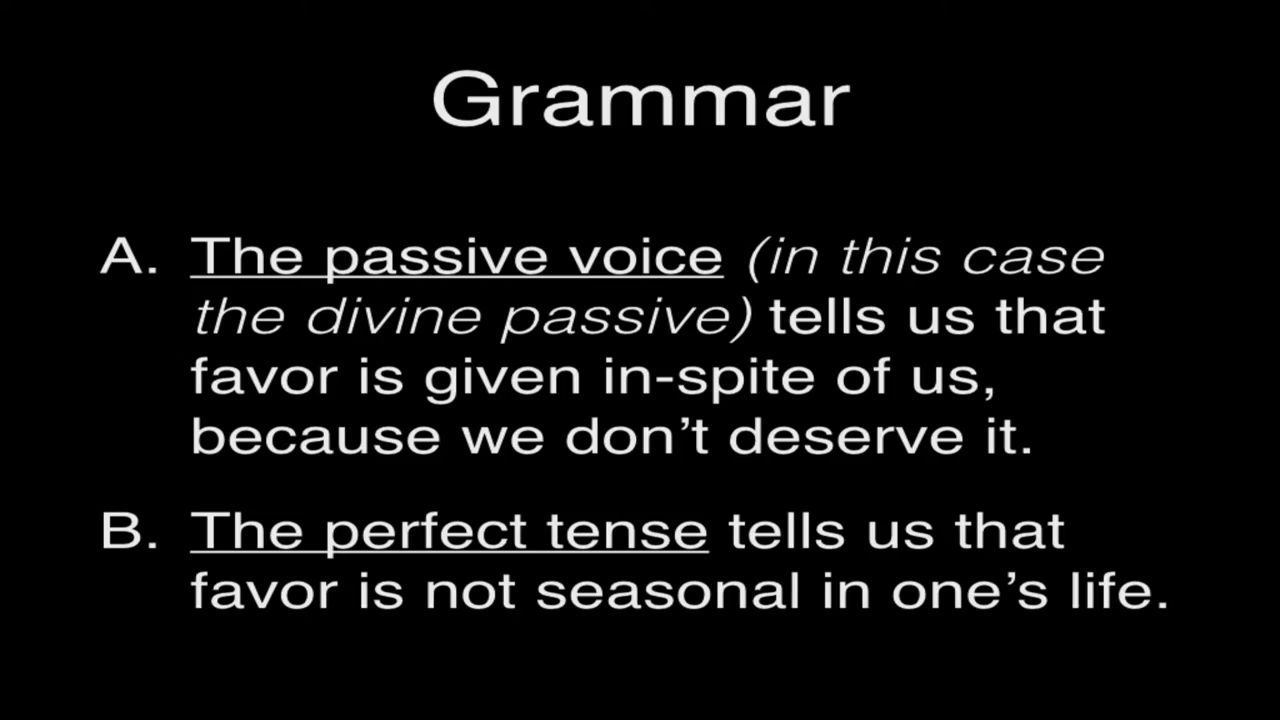 Grammar
A. The passive voice (in this case
the divine passive) tells us that
favor is given in-spite of us,
because we don’t deserve it.
B. The perfect tense tells us that
favor is not seasonal in one’s life.